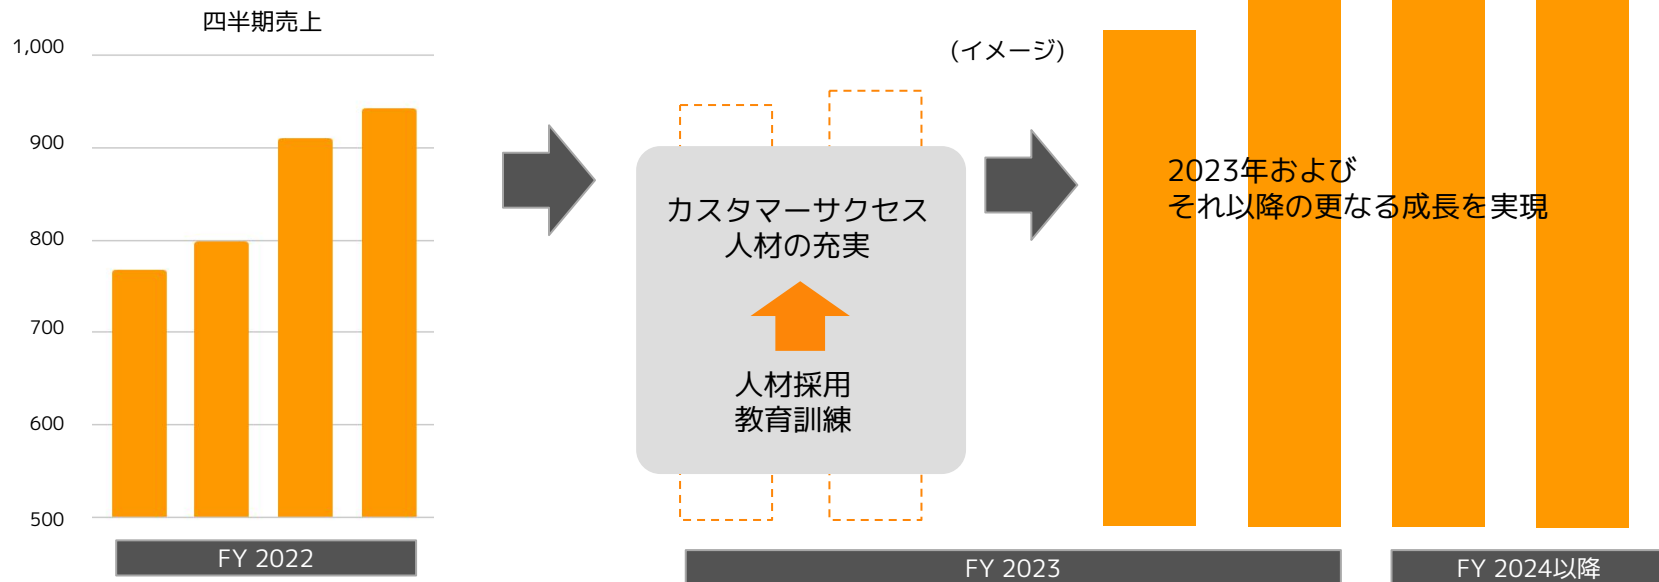 四半期売上
1,000
900
800
700
600
500
FY 2022
(イメージ)
カスタマーサクセス
人材の充実
人材採用
教育訓練
2023年および
それ以降の更なる成長を実現
FY 2023
FY 2024以降